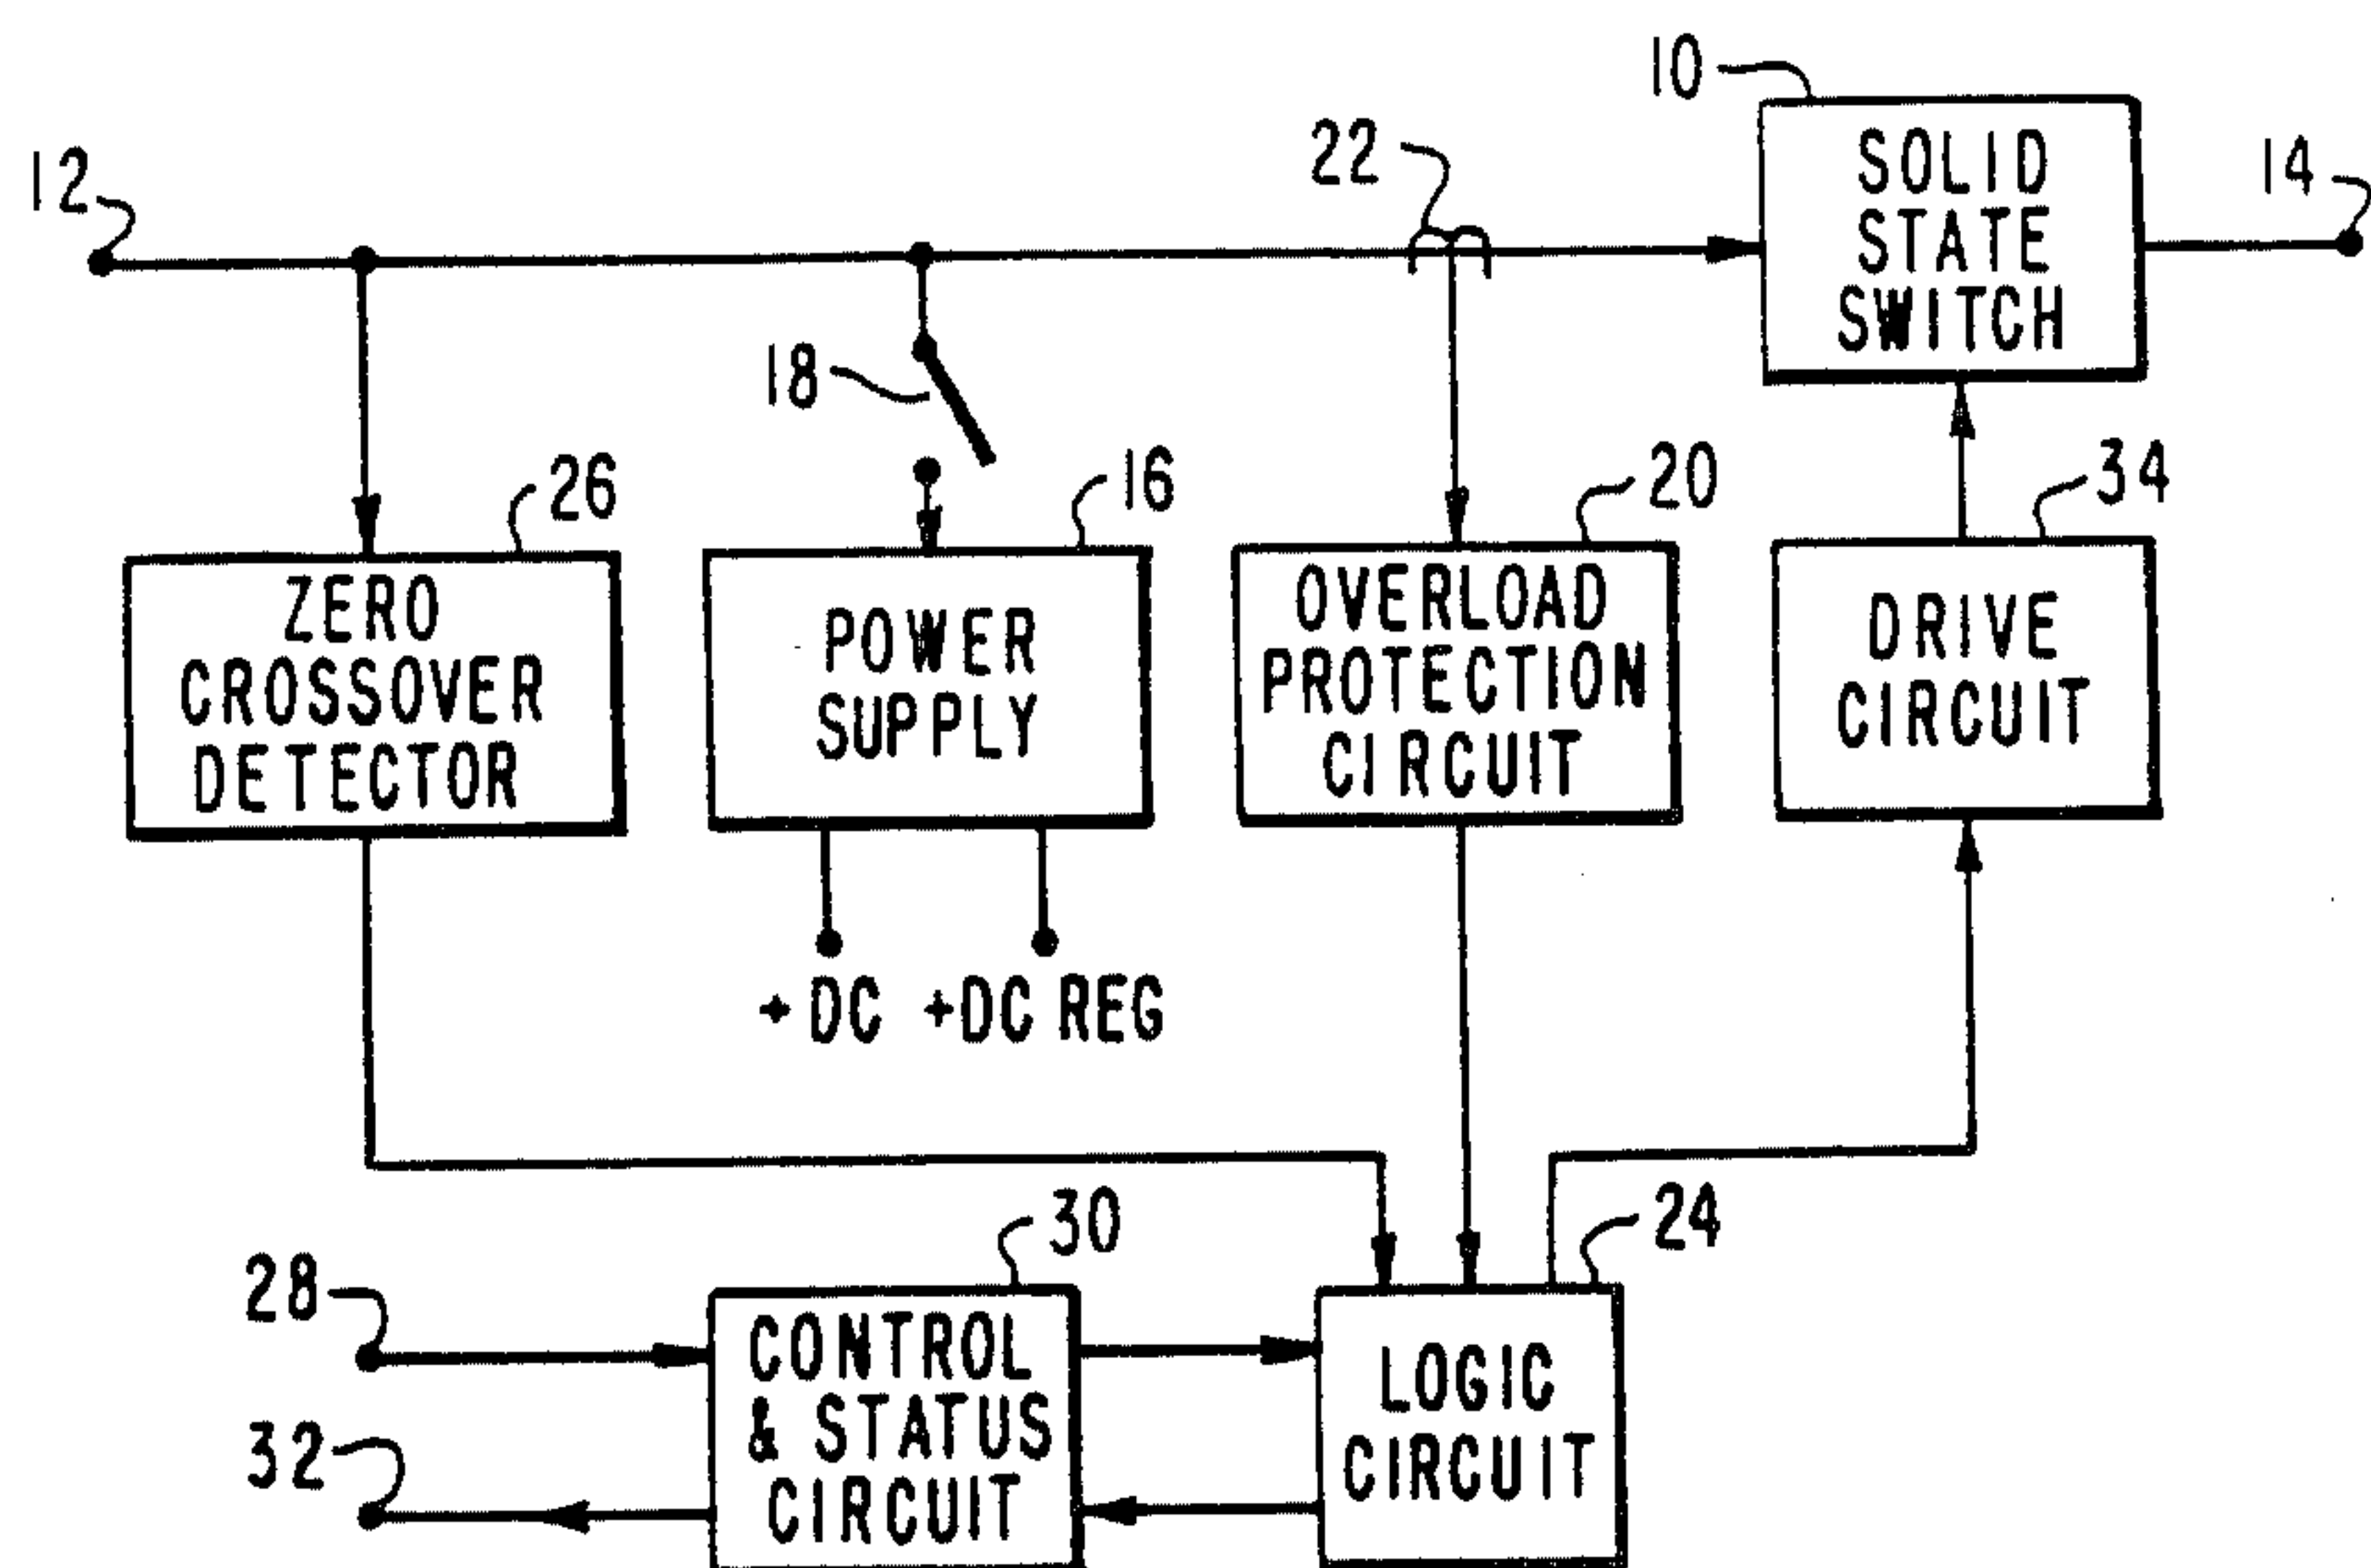 10
SOLID
STATE
SWITCH
12
22
14
18
26
16
20
34
ZERO
CROSSOVER
DETECTOR
POWER
SUPPLY
OVERLOAD
PROTECTION
CIRCUIT
DRIVE
CIRCUIT
+DC +DC REG
30
24
28
CONTROL
& STATUS
CIRCUIT
LOGIC
CIRCUIT
32